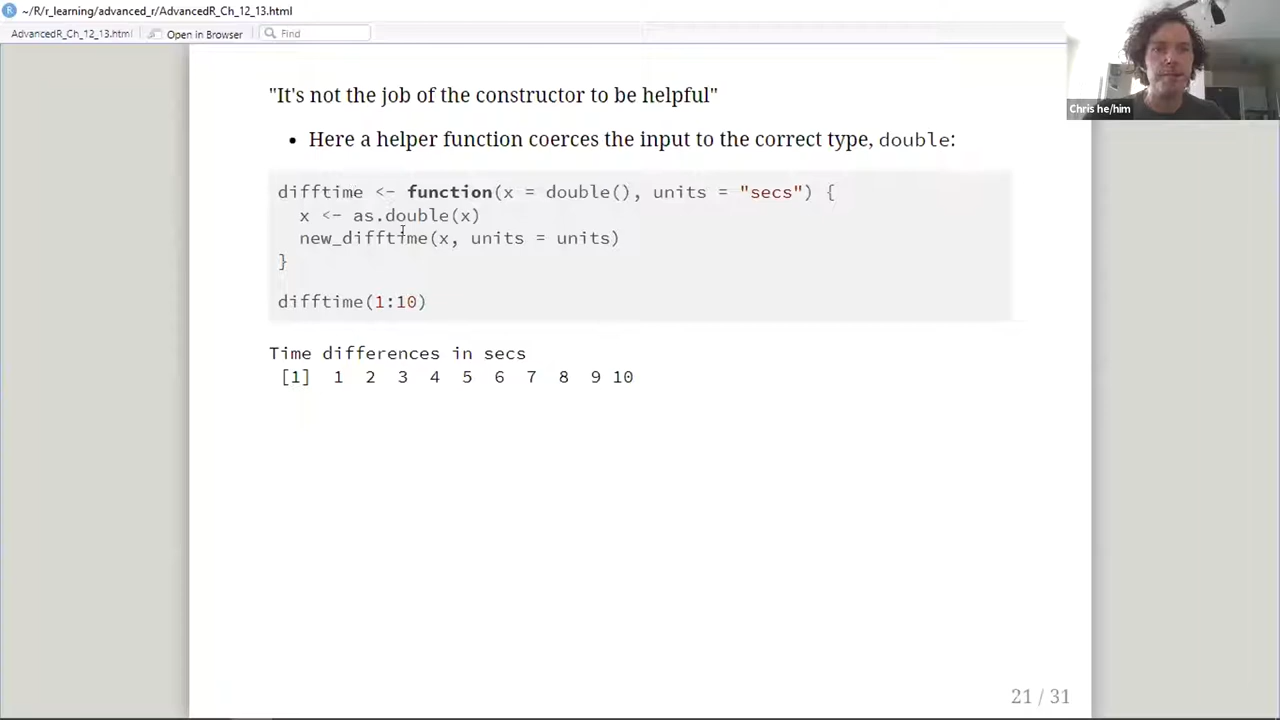 ~/R/r_learning/advanced_r/AdvancedR_Ch_12_13.html
AdvancedR_Ch_12_13.html
Open in Browser
Find
Chris he/him
"It's not the job of the constructor to be helpful"
• Here a helper function coerces the input to the correct type, double:
difftime <- function(x = double(), units = "secs") {
  x <- as.double(x)
  new_difftime(x, units = units)
}
difftime(1:10)
Time differences in secs
 [1]  1  2  3  4  5  6  7  8  9 10
21 / 31